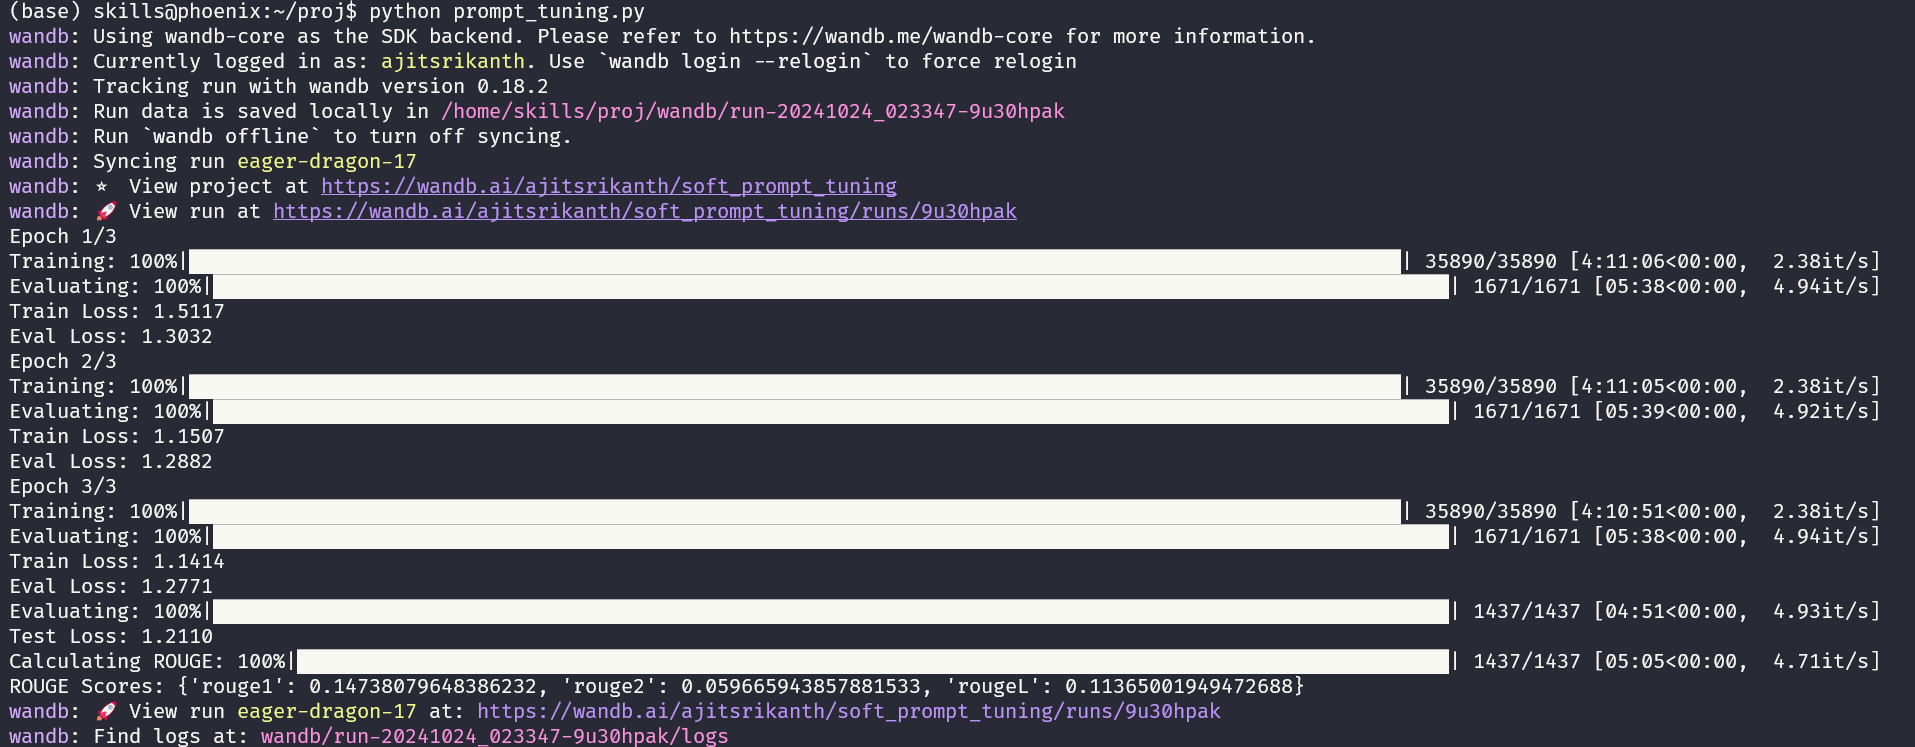 (base) skills@phoenix:~/proj$ python prompt_tuning.py
wandb: Using wandb-core as the SDK backend. Please refer to https://wandb.me/wandb-core for more information.
wandb: Currently logged in as: ajitsrikanth. Use `wandb login --relogin` to force relogin
wandb: Tracking run with wandb version 0.18.2
wandb: Run data is saved locally in /home/skills/proj/wandb/run-20241024_023347-9u30hpak
wandb: Run `wandb offline` to turn off syncing.
wandb: Syncing run eager-dragon-17
wandb: ⭐ View project at https://wandb.ai/ajitsrikanth/soft_prompt_tuning
wandb: 🚀 View run at https://wandb.ai/ajitsrikanth/soft_prompt_tuning/runs/9u30hpak
Epoch 1/3
Training: 100%|| 35890/35890 [4:11:06<00:00, 2.38it/s]
Evaluating: 100%|| 1671/1671 [05:38<00:00, 4.94it/s]
Train Loss: 1.5117
Eval Loss: 1.3032
Epoch 2/3
Training: 100%|| 35890/35890 [4:11:05<00:00, 2.38it/s]
Evaluating: 100%|| 1671/1671 [05:39<00:00, 4.92it/s]
Train Loss: 1.1507
Eval Loss: 1.2882
Epoch 3/3
Training: 100%|| 35890/35890 [4:10:51<00:00, 2.38it/s]
Evaluating: 100%|| 1671/1671 [05:38<00:00, 4.94it/s]
Train Loss: 1.1414
Eval Loss: 1.2771
Evaluating: 100%|| 1437/1437 [04:51<00:00, 4.93it/s]
Test Loss: 1.2110
Calculating ROUGE: 100%|| 1437/1437 [05:05<00:00, 4.71it/s]
ROUGE Scores: {'rouge1': 0.14738079648386232, 'rouge2': 0.059665943857881533, 'rougeL': 0.11365001949472688}
wandb: 🚀 View run eager-dragon-17 at: https://wandb.ai/ajitsrikanth/soft_prompt_tuning/runs/9u30hpak
wandb: Find logs at: wandb/run-20241024_023347-9u30hpak/logs